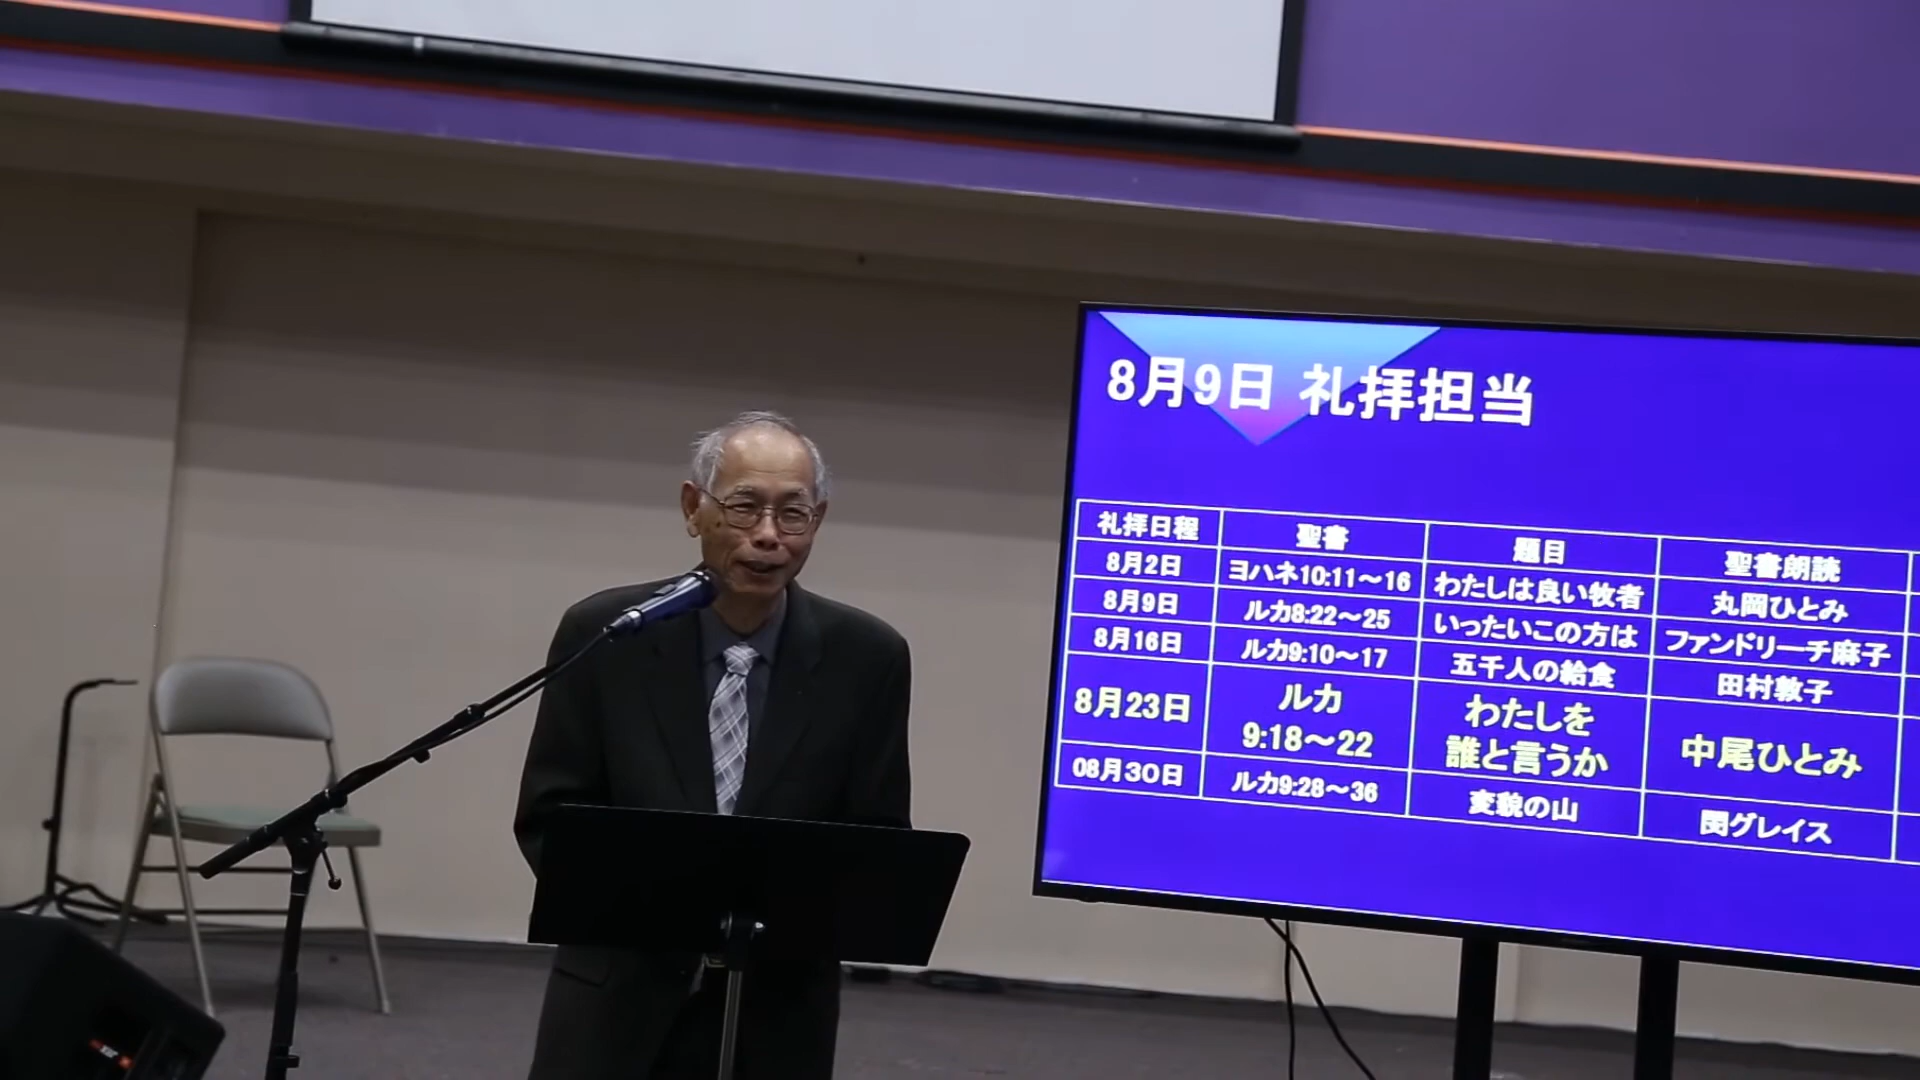 8月9日 礼拝担当
礼拝日程 聖書 題目 聖書朗読
8月2日 ヨハネ10:11～16 わたしは良い牧者 丸岡ひとみ
8月9日 ルカ8:22～25 いったいこの方は ファンドリーチ麻子
8月16日 ルカ9:10～17 五千人の給食 田村敦子
8月23日 ルカ 9:18～22 わたしを 誰と言うか 中尾ひとみ
08月30日 ルカ9:28～36 変貌の山 閔グレイス